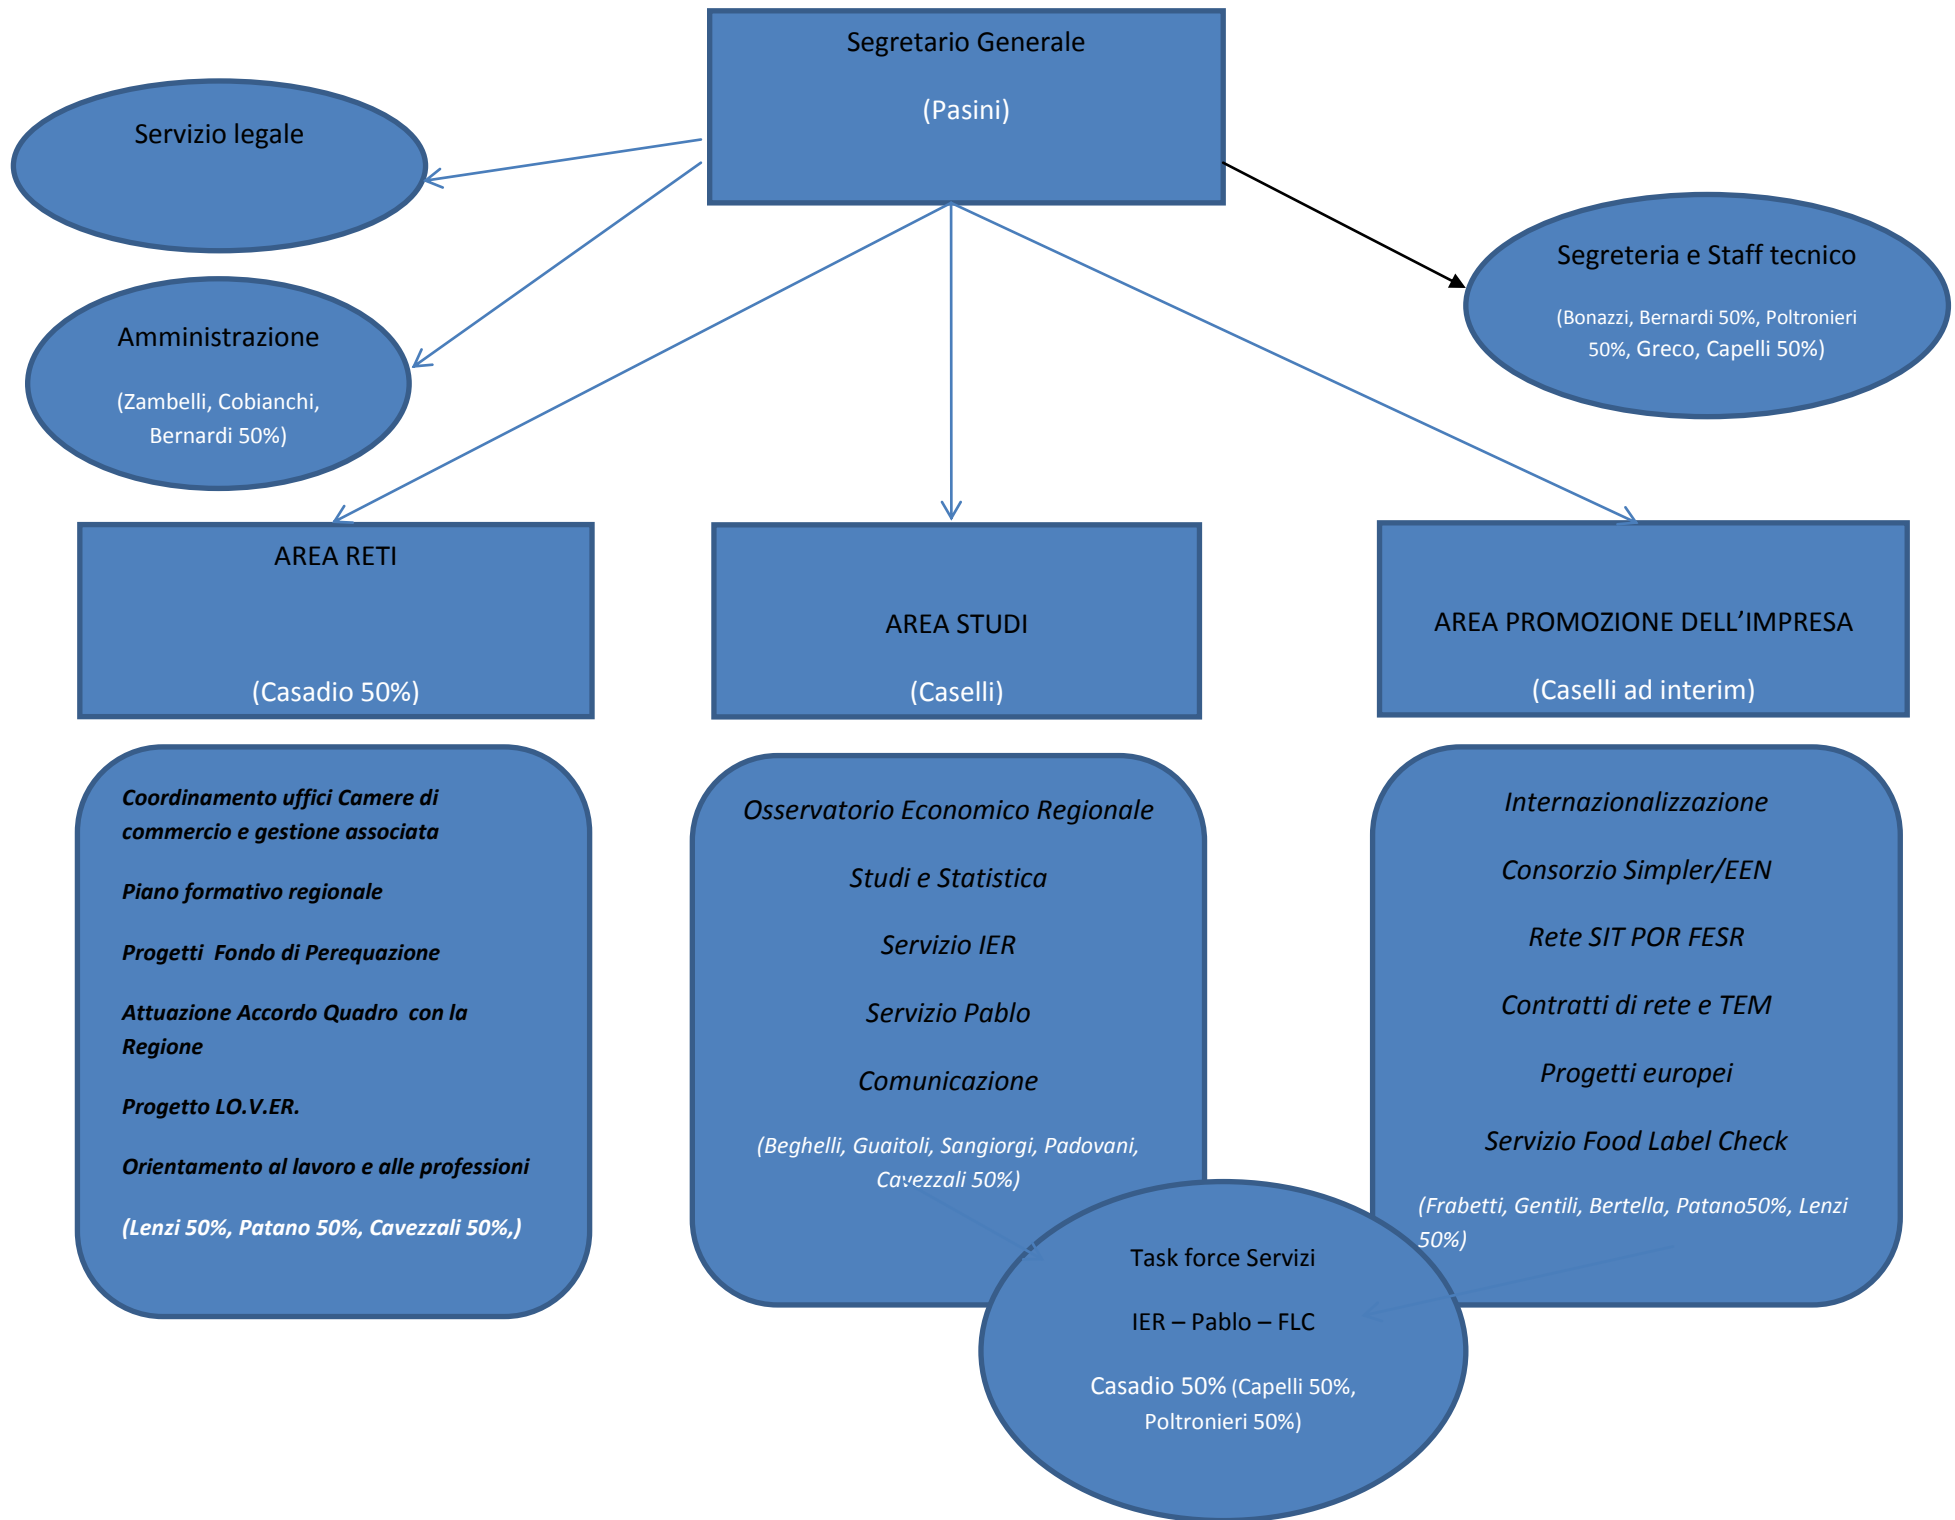 Segretario Generale
(Pasini)
Servizio legale
Segreteria e Staff tecnico
(Bonazzi, Bernardi 50%, Poltronieri
50%, Greco, Capelli 50%)
Amministrazione
(Zambelli, Cobianchi,
Bernardi 50%)
AREA RETI
(Casadio 50%)
AREA STUDI
(Caselli)
AREA PROMOZIONE DELL’IMPRESA
(Caselli ad interim)
Coordinamento uffici Camere di
commercio e gestione associata
Piano formativo regionale
Progetti  Fondo di Perequazione
Attuazione Accordo Quadro  con la
Regione
Progetto LO.V.ER.
Orientamento al lavoro e alle professioni
(Lenzi 50%, Patano 50%, Cavezzali 50%,)
Osservatorio Economico Regionale
Studi e Statistica
Servizio IER
Servizio Pablo
Comunicazione
(Beghelli, Guaitoli, Sangiorgi, Padovani,
Cavezzali 50%)
Internazionalizzazione
Consorzio Simpler/EEN
Rete SIT POR FESR
Contratti di rete e TEM
Progetti europei
Servizio Food Label Check
(Frabetti, Gentili, Bertella, Patano50%, Lenzi
50%)
Task force Servizi
IER – Pablo – FLC
Casadio 50% (Capelli 50%,
Poltronieri 50%)